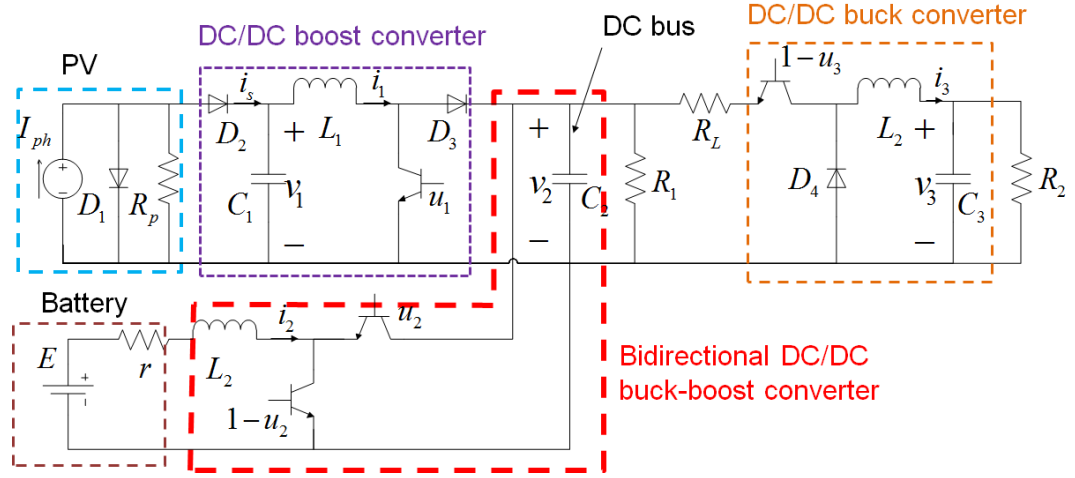 DC/DC boost converter
DC bus
DC/DC buck converter
PV
I_ph
D_1
R_p
D_2
i_s
+
L_1
i_1
D_3
C_1
v_1
−
u_1
+
v_2
C_2
−
R_1
R_L
1−u_3
D_4
L_2
i_3
+
v_3
C_3
−
R_2
Battery
E
+
r
L_2
i_2
u_2
1−u_2
Bidirectional DC/DC
buck-boost converter